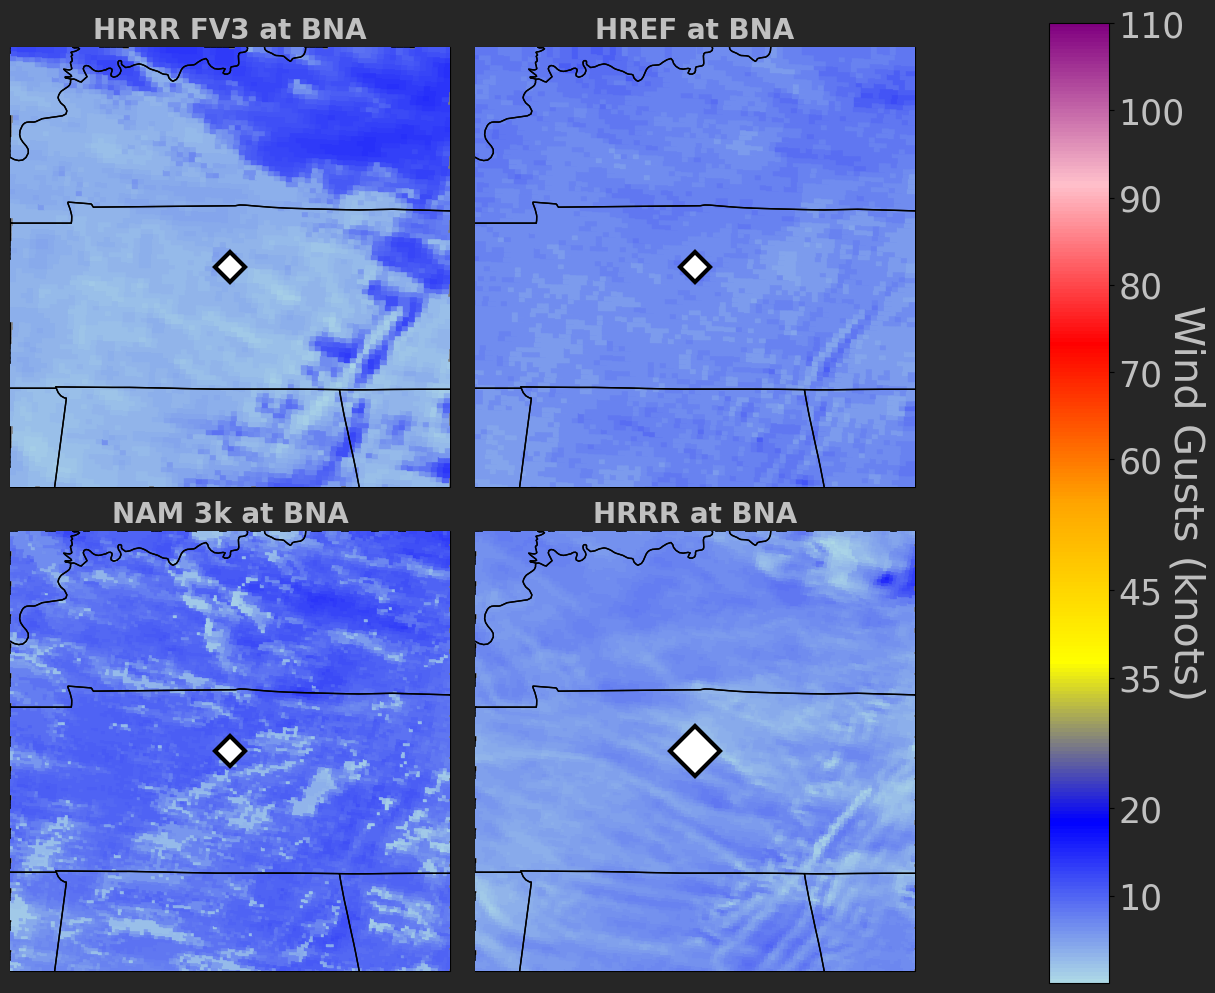 HRRR FV3 at BNA
HREF at BNA
NAM 3k at BNA
HRRR at BNA
110
100
90
80
70
60
45
35
20
10
Wind Gusts (knots)